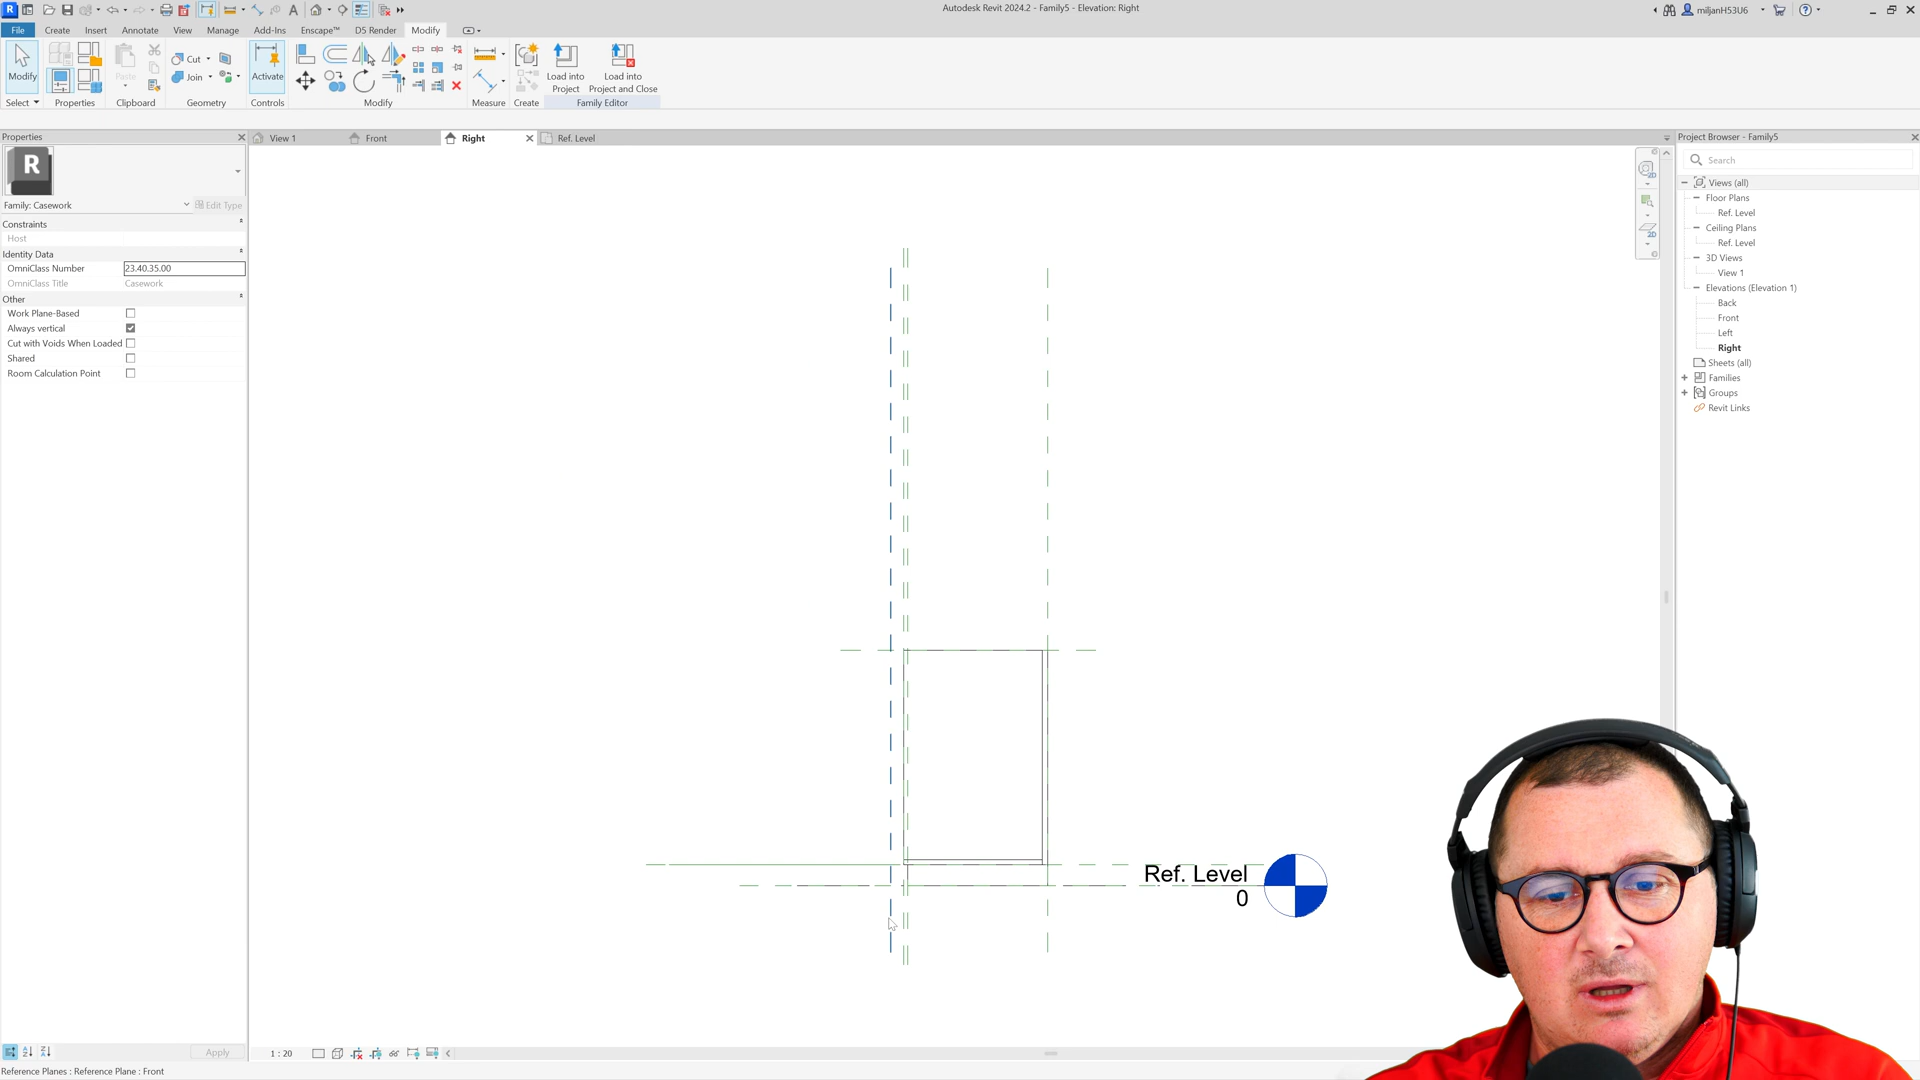 Autodesk Revit 2024.2 - Family5 - Elevation: Right
miljanH53U6
File
Create
Insert
Annotate
View
Manage
Add-Ins
Enscape™
D5 Render
Modify
Modify
Paste
Cut
Join
Activate
Load into
Project
Load into
Project and Close
Select
Properties
Clipboard
Geometry
Controls
Modify
Measure
Create
Family Editor
Properties
R
Family: Casework
Edit Type
Constraints
Host
Identity Data
OmniClass Number
23.40.35.00
OmniClass Title
Casework
Other
Work Plane-Based
Always vertical
Cut with Voids When Loaded
Shared
Room Calculation Point
Apply
View 1
Front
Right
Ref. Level
Ref. Level
0
1 : 20
Project Browser - Family5
Search
Views (all)
Floor Plans
Ref. Level
Ceiling Plans
Ref. Level
3D Views
View 1
Elevations (Elevation 1)
Back
Front
Left
Right
Sheets (all)
Families
Groups
Revit Links
Reference Planes : Reference Plane : Front